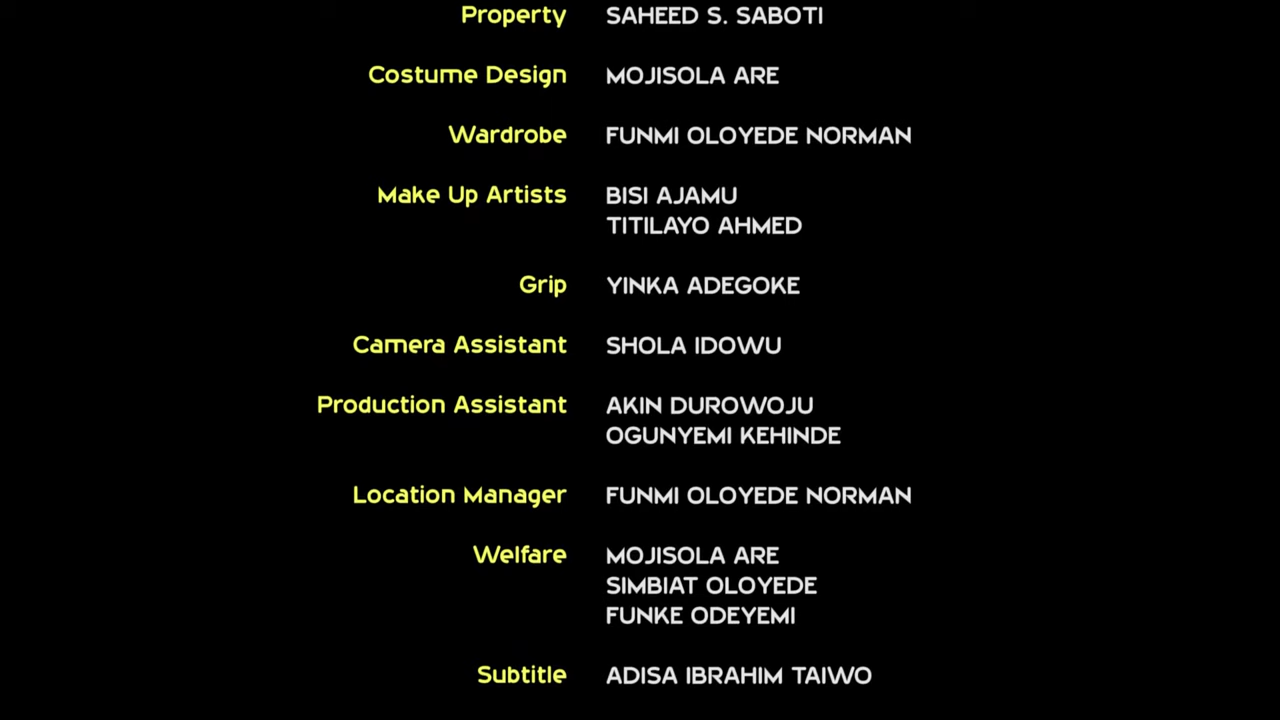 Property SAHEED S. SABOTI
Costume Design MOJISOLA ARE
Wardrobe FUNMI OLOYEDE NORMAN
Make Up Artists BISI AJAMU
TITILAYO AHMED
Grip YINKA ADEGOKE
Camera Assistant SHOLA IDOWU
Production Assistant AKIN DUROWOJU
OGUNYEMI KEHINDE
Location Manager FUNMI OLOYEDE NORMAN
Welfare MOJISOLA ARE
SIMBIAT OLOYEDE
FUNKE ODEYEMI
Subtitle ADISA IBRAHIM TAIWO